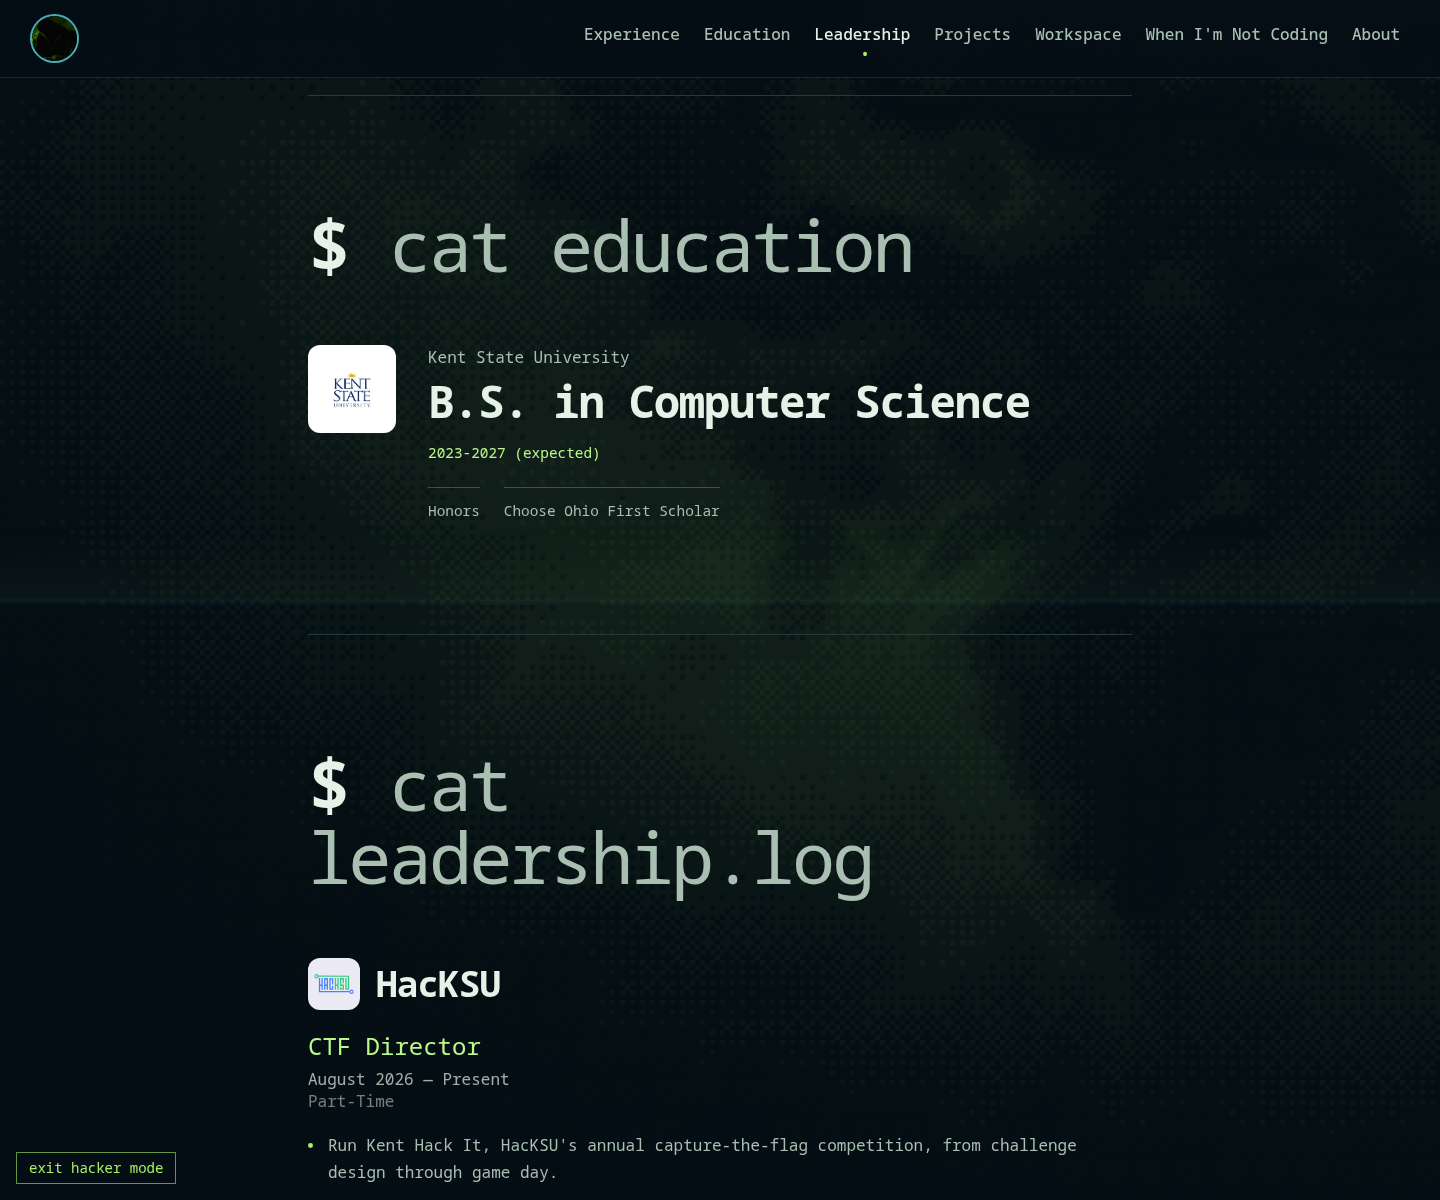 Experience Education Leadership Projects Workspace When I'm Not Coding About
$ cat education
KENT
STATE
UNIVERSITY
Kent State University
B.S. in Computer Science
2023-2027 (expected)
Honors Choose Ohio First Scholar
$ cat
leadership.log
HACKSU
HacKSU
CTF Director
August 2026 — Present
Part-Time
• Run Kent Hack It, HacKSU's annual capture-the-flag competition, from challenge
design through game day.
exit hacker mode